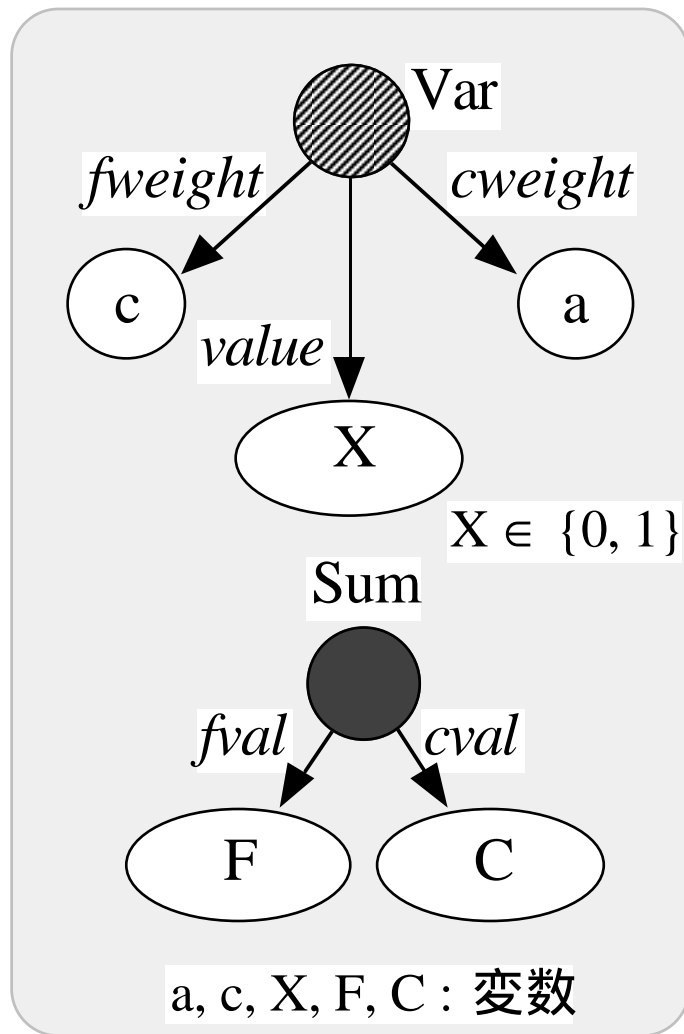 Var
fweight
cweight
c
a
value
X
X ∈ {0, 1}
Sum
fval
cval
F
C
a, c, X, F, C : 変数